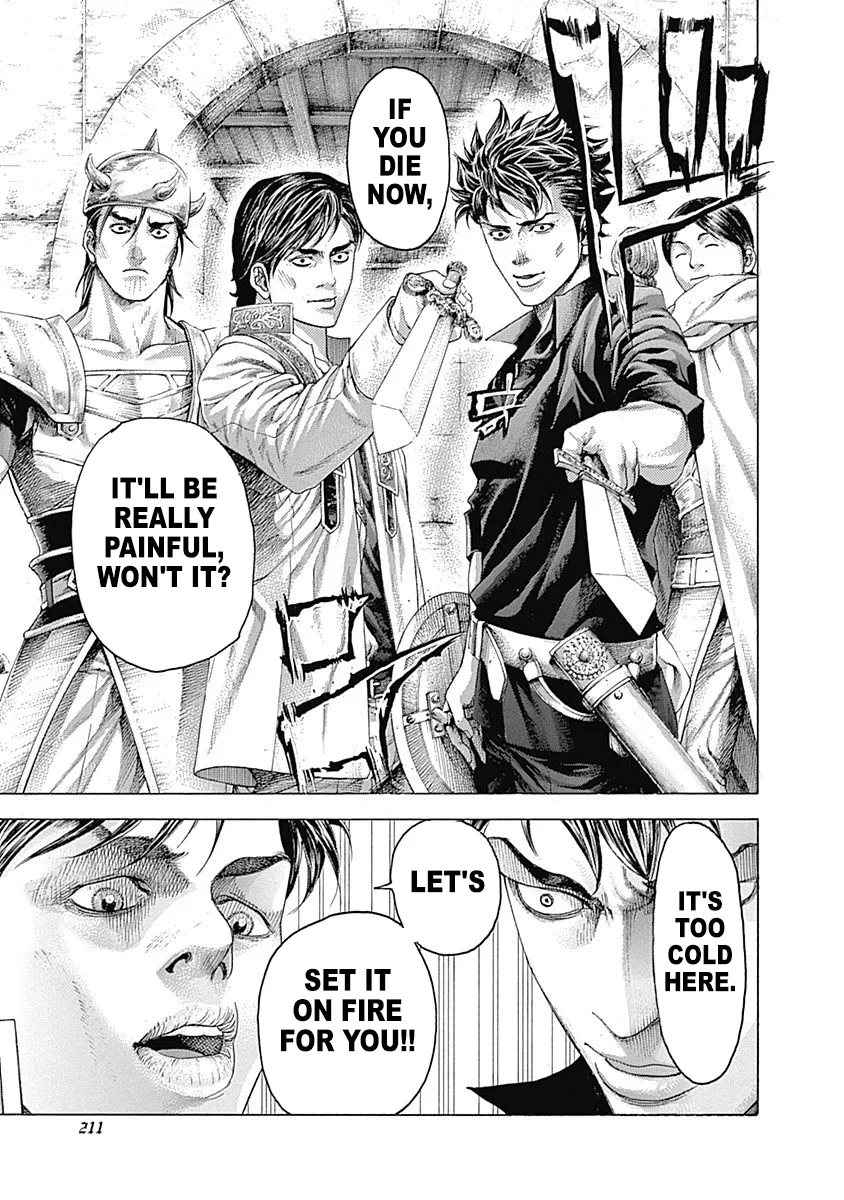 IF
YOU
DIE
NOW,
IT'LL BE
REALLY
PAINFUL,
WON'T IT?
IT'S
TOO
COLD
HERE.
LET'S
SET IT
ON FIRE
FOR YOU!!
211